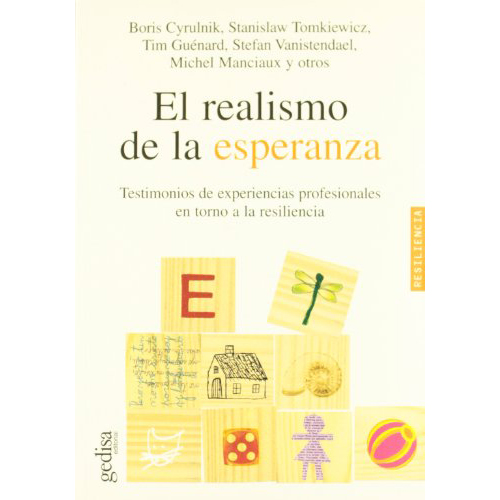 Boris Cyrulnik, Stanislaw Tomkiewicz,
Tim Guénard, Stefan Vanistendael,
Michel Manciaux y otros
El realismo
de la esperanza
Testimonios de experiencias profesionales
en torno a la resiliencia
RESILIENCIA
E
gedisa
editorial